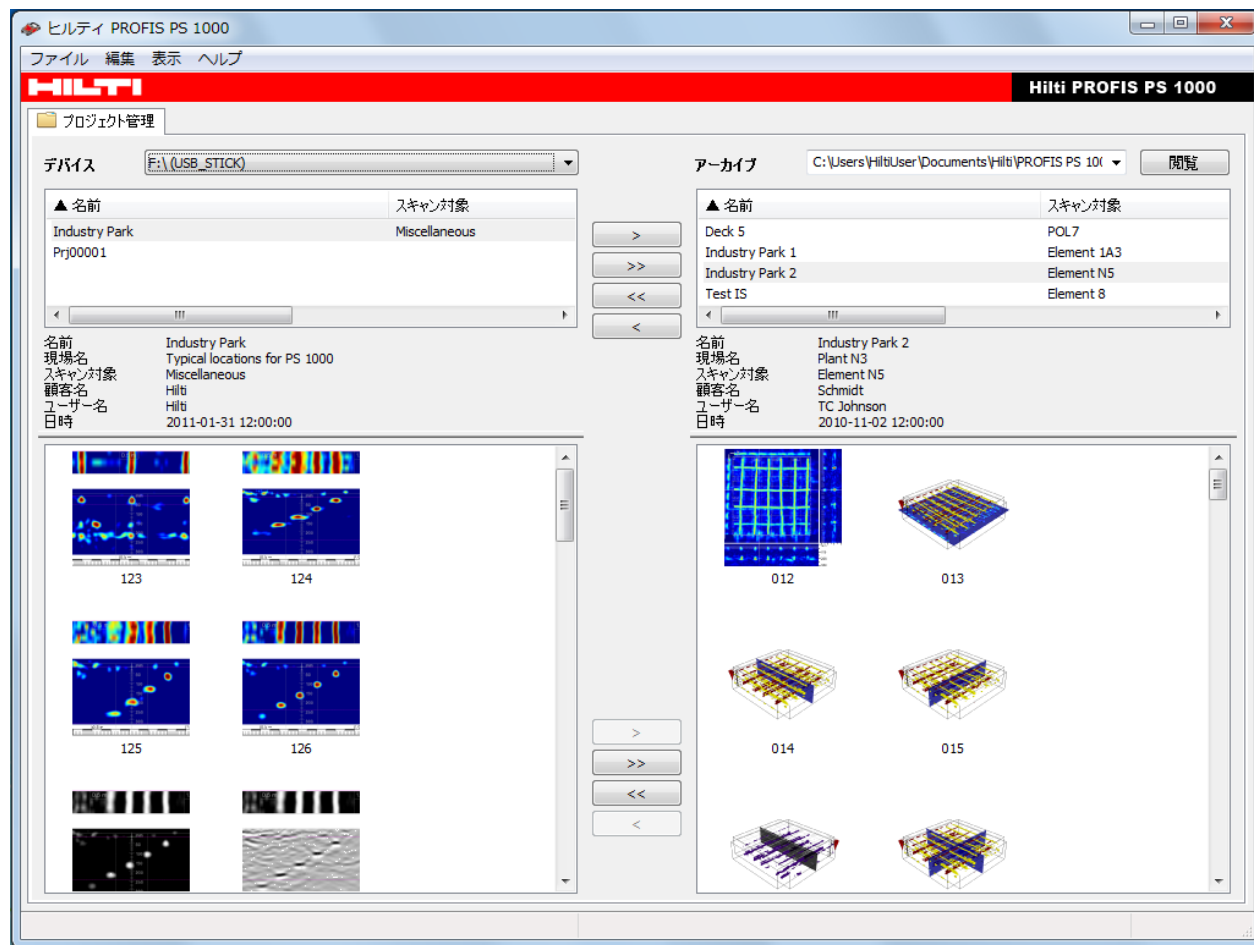 ヒルティ PROFIS PS 1000
ファイル 編集 表示 ヘルプ
HILTI
Hilti PROFIS PS 1000
プロジェクト管理
デバイス F:\ (USB_STICK)
▲ 名前 スキャン対象
Industry Park Miscellaneous
Prj00001
名前 Industry Park
現場名 Typical locations for PS 1000
スキャン対象 Miscellaneous
顧客名 Hilti
ユーザー名 Hilti
日時 2011-01-31 12:00:00
123 124
125 126
>
>>
<<
<
>
>>
<<
<
アーカイブ C:\Users\HiltiUser\Documents\Hilti\PROFIS PS 10( 閲覧
▲ 名前 スキャン対象
Deck 5 POL7
Industry Park 1 Element 1A3
Industry Park 2 Element N5
Test IS Element 8
名前 Industry Park 2
現場名 Plant N3
スキャン対象 Element N5
顧客名 Schmidt
ユーザー名 TC Johnson
日時 2010-11-02 12:00:00
012 013
014 015